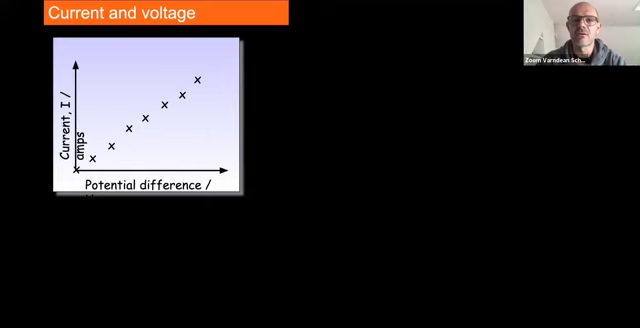 Current and voltage
Zoom Varndean Sch...
Current, I /
amps
Potential difference /